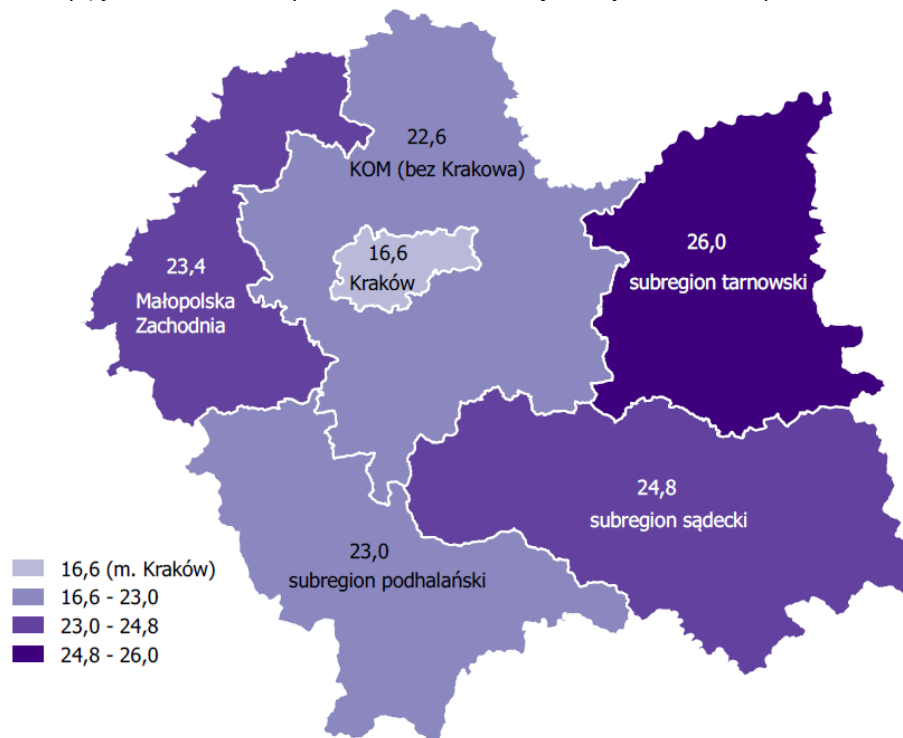 22,6
KOM (bez Krakowa)
16,6
Kraków
26,0
subregion tarnowski
23,4
Małopolska
Zachodnia
24,8
subregion sądecki
23,0
subregion podhalański
16,6 (m. Kraków)
16,6 - 23,0
23,0 - 24,8
24,8 - 26,0